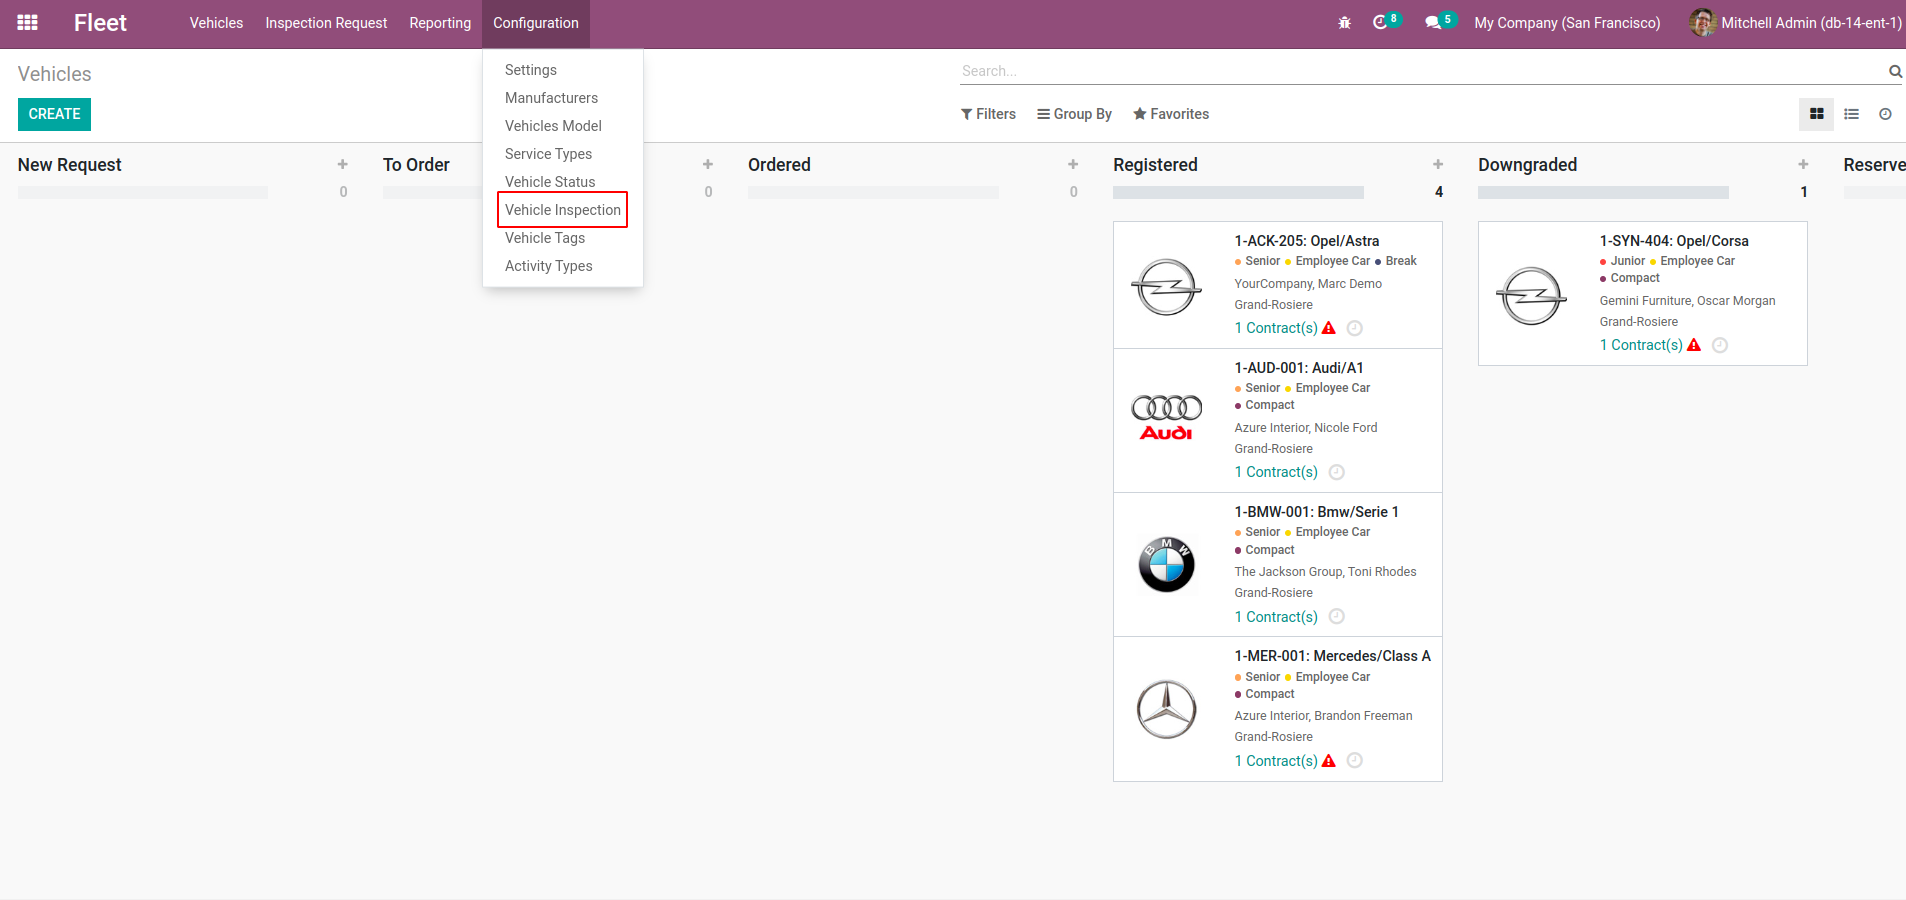 Fleet Vehicles Inspection Request Reporting Configuration 8 5 My Company (San Francisco) Mitchell Admin (db-14-ent-1)
Vehicles
Search...
CREATE
Filters Group By Favorites
Settings
Manufacturers
Vehicles Model
Service Types
Vehicle Status
Vehicle Inspection
Vehicle Tags
Activity Types
New Request
0
To Order
0
Ordered
0
Registered
4
1-ACK-205: Opel/Astra
Senior Employee Car Break
YourCompany, Marc Demo
Grand-Rosiere
1 Contract(s)
Audi
1-AUD-001: Audi/A1
Senior Employee Car
Compact
Azure Interior, Nicole Ford
Grand-Rosiere
1 Contract(s)
BMW
1-BMW-001: Bmw/Serie 1
Senior Employee Car
Compact
The Jackson Group, Toni Rhodes
Grand-Rosiere
1 Contract(s)
1-MER-001: Mercedes/Class A
Senior Employee Car
Compact
Azure Interior, Brandon Freeman
Grand-Rosiere
1 Contract(s)
Downgraded
1
1-SYN-404: Opel/Corsa
Junior Employee Car
Compact
Gemini Furniture, Oscar Morgan
Grand-Rosiere
1 Contract(s)
Reserve